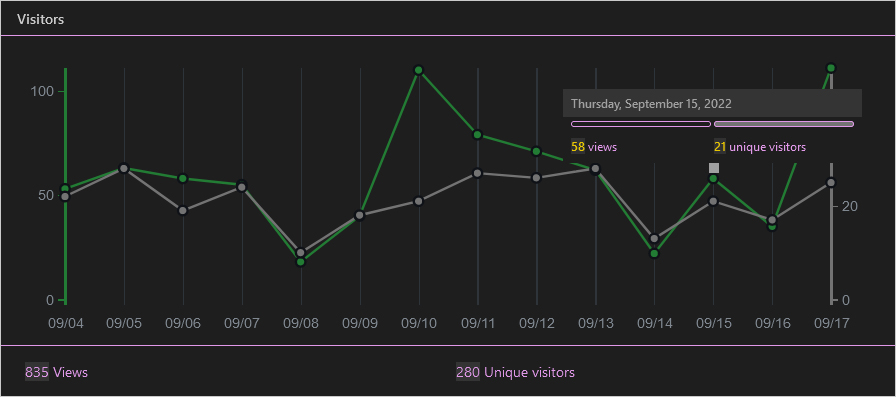 Visitors
100
Thursday, September 15, 2022
58 views 21 unique visitors
50
20
0 0
09/04 09/05 09/06 09/07 09/08 09/09 09/10 09/11 09/12 09/13 09/14 09/15 09/16 09/17
835 Views 280 Unique visitors